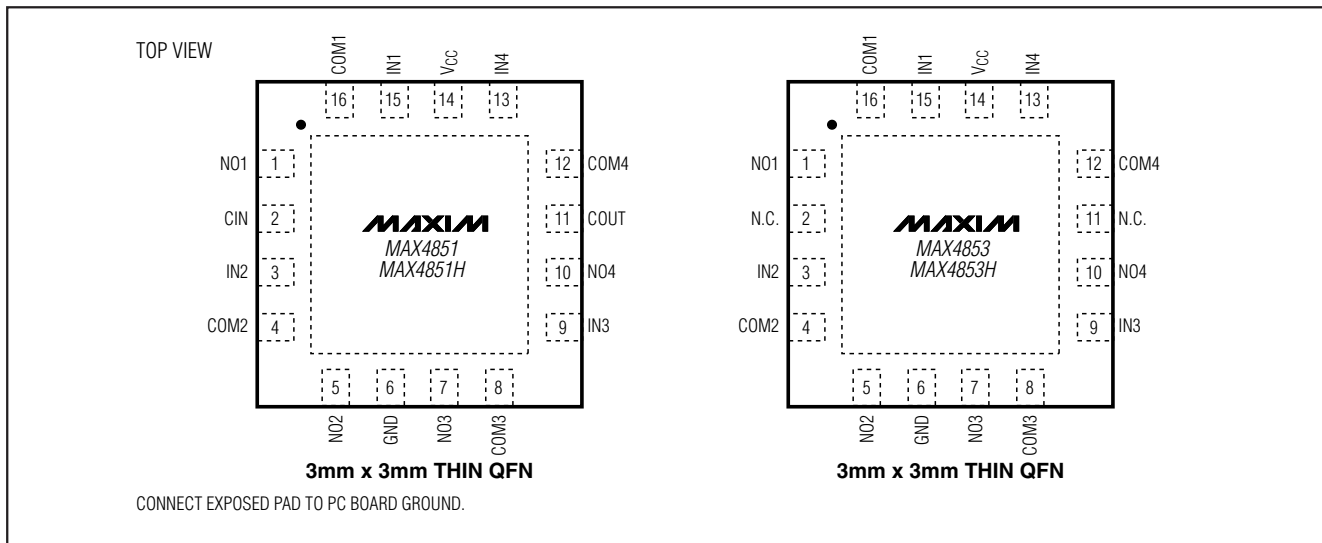 TOP VIEW
COM1 IN1 VCC IN4
16 15 14 13
NO1 1 12 COM4
CIN 2 11 COUT
MAXIM
MAX4851
MAX4851H
IN2 3 10 NO4
COM2 4 9 IN3
5 6 7 8
NO2 GND NO3 COM3
3mm x 3mm THIN QFN
COM1 IN1 VCC IN4
16 15 14 13
NO1 1 12 COM4
N.C. 2 11 N.C.
MAXIM
MAX4853
MAX4853H
IN2 3 10 NO4
COM2 4 9 IN3
5 6 7 8
NO2 GND NO3 COM3
3mm x 3mm THIN QFN
CONNECT EXPOSED PAD TO PC BOARD GROUND.